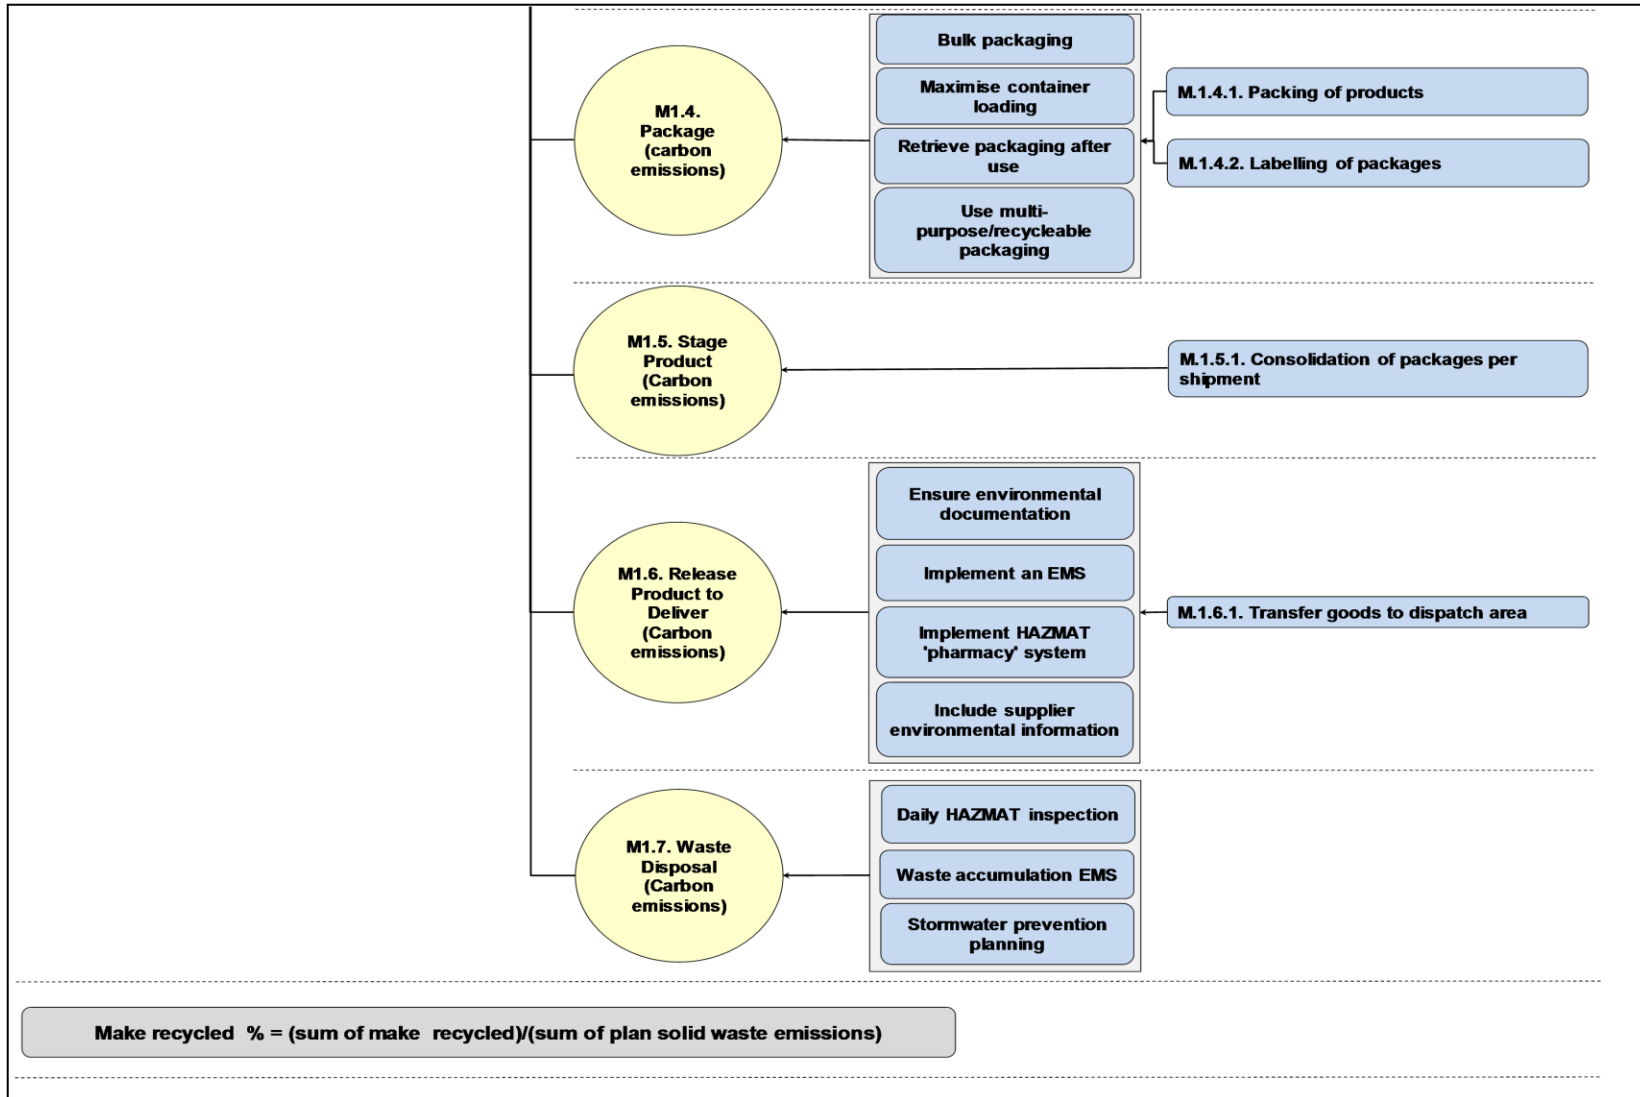 M1.4.
Package
(carbon
emissions)
Bulk packaging
Maximise container
loading
Retrieve packaging after
use
Use multi-
purpose/recycleable
packaging
M.1.4.1. Packing of products
M.1.4.2. Labelling of packages
M1.5. Stage
Product
(Carbon
emissions)
M.1.5.1. Consolidation of packages per
shipment
M1.6. Release
Product to
Deliver
(Carbon
emissions)
Ensure environmental
documentation
Implement an EMS
Implement HAZMAT
'pharmacy' system
Include supplier
environmental information
M.1.6.1. Transfer goods to dispatch area
M1.7. Waste
Disposal
(Carbon
emissions)
Daily HAZMAT inspection
Waste accumulation EMS
Stormwater prevention
planning
Make recycled % = (sum of make recycled)/(sum of plan solid waste emissions)